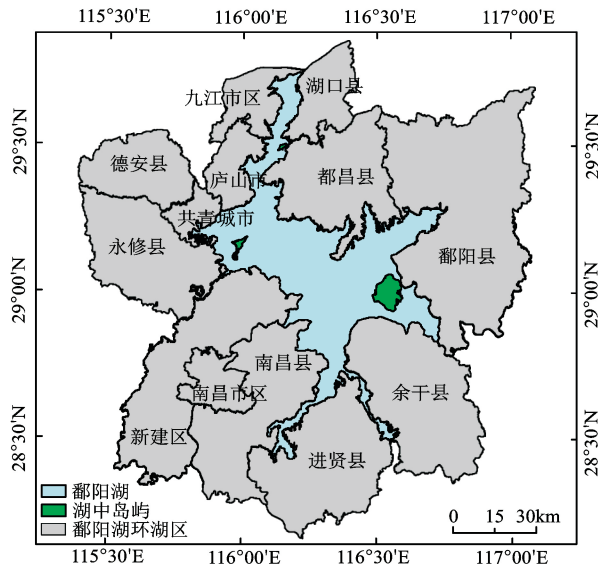 115°30′E 116°00′E 116°30′E 117°00′E
29°30′N 29°30′N
29°00′N 29°00′N
28°30′N 28°30′N
湖口县
九江市区
德安县
庐山市
都昌县
共青城市
永修县
鄱阳县
南昌县
南昌市区
余干县
新建区
进贤县
鄱阳湖
湖中岛屿
鄱阳湖环湖区
0 15 30km
115°30′E 116°00′E 116°30′E 117°00′E